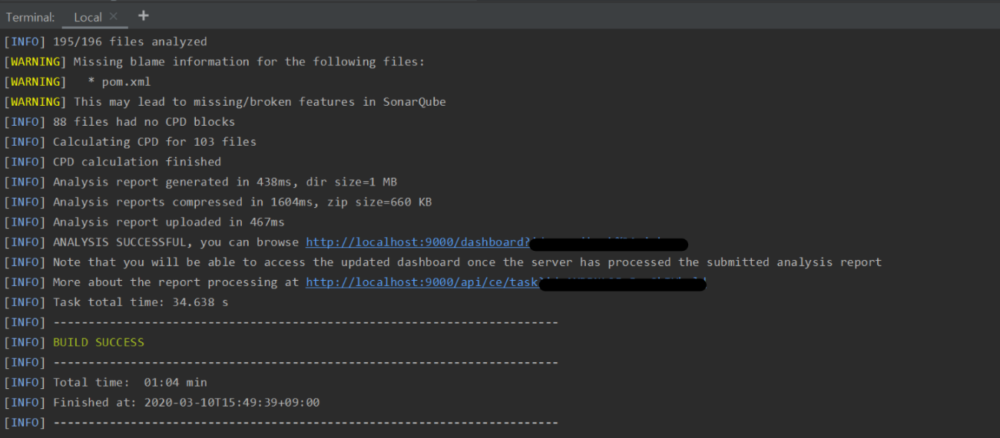 Terminal: Local × +
[INFO] 195/196 files analyzed
[WARNING] Missing blame information for the following files:
[WARNING]   * pom.xml
[WARNING] This may lead to missing/broken features in SonarQube
[INFO] 88 files had no CPD blocks
[INFO] Calculating CPD for 103 files
[INFO] CPD calculation finished
[INFO] Analysis report generated in 438ms, dir size=1 MB
[INFO] Analysis reports compressed in 1604ms, zip size=660 KB
[INFO] Analysis report uploaded in 467ms
[INFO] ANALYSIS SUCCESSFUL, you can browse http://localhost:9000/dashboard?
[INFO] Note that you will be able to access the updated dashboard once the server has processed the submitted analysis report
[INFO] More about the report processing at http://localhost:9000/api/ce/task
[INFO] Task total time: 34.638 s
[INFO] ------------------------------------------------------------------------
[INFO] BUILD SUCCESS
[INFO] ------------------------------------------------------------------------
[INFO] Total time:  01:04 min
[INFO] Finished at: 2020-03-10T15:49:39+09:00
[INFO] ------------------------------------------------------------------------